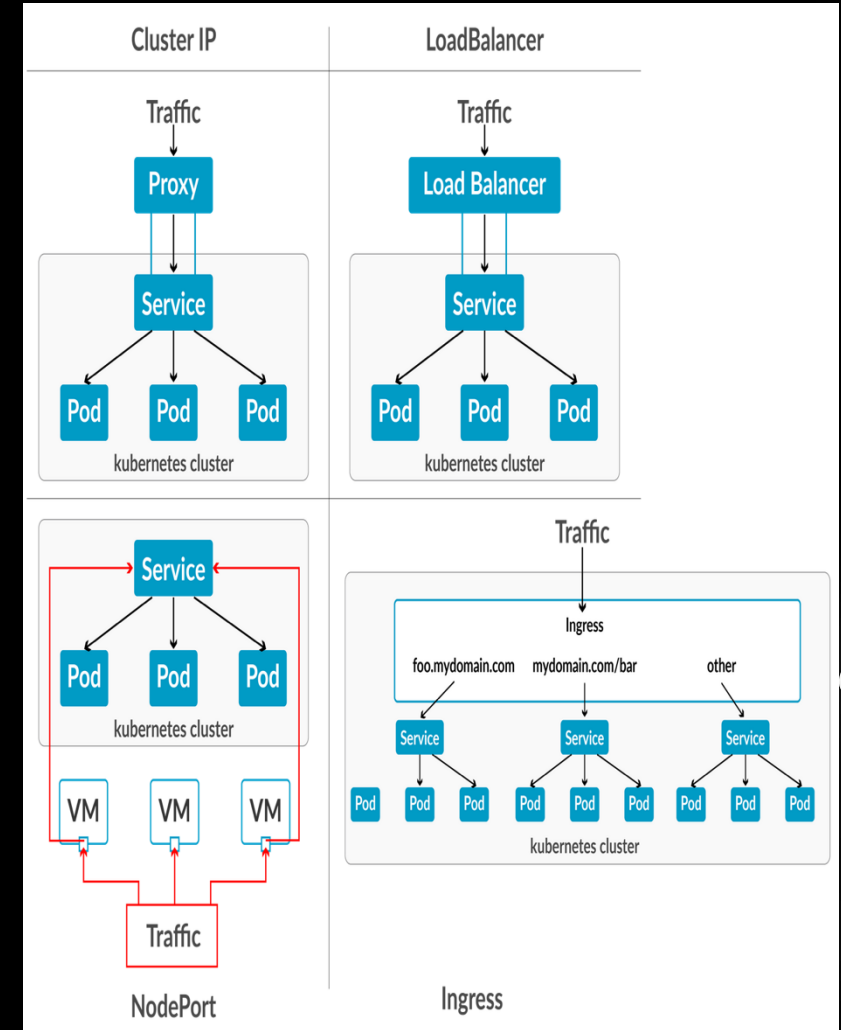 Cluster IP
LoadBalancer
Traffic
Proxy
Service
Pod Pod Pod
kubernetes cluster
Traffic
Load Balancer
Service
Pod Pod Pod
kubernetes cluster
Service
Pod Pod Pod
kubernetes cluster
VM VM VM
Traffic
NodePort
Traffic
Ingress
foo.mydomain.com mydomain.com/bar other
Service Service Service
Pod Pod Pod Pod Pod Pod Pod Pod Pod
kubernetes cluster
Ingress